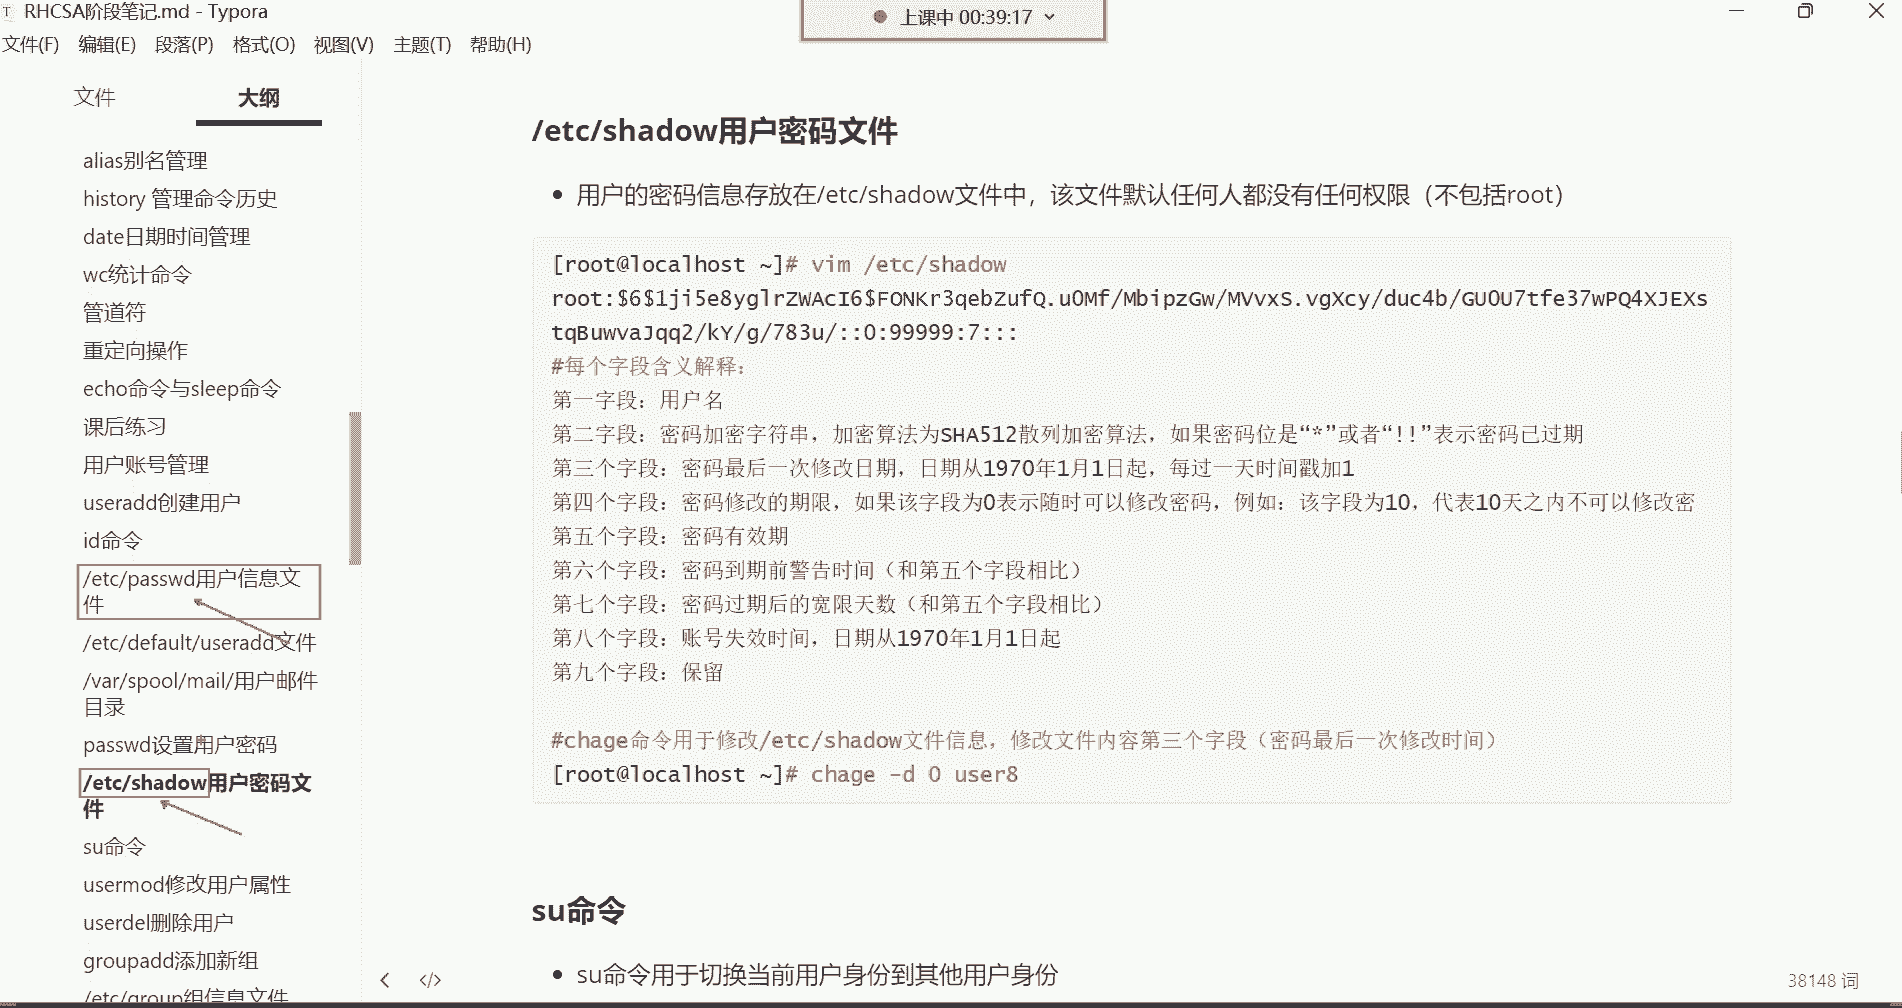 RHCSA阶段笔记.md - Typora
上课中 00:39:17
文件(F) 编辑(E) 段落(P) 格式(O) 视图(V) 主题(T) 帮助(H)
文件 大纲
alias别名管理
history 管理命令历史
date日期时间管理
wc统计命令
管道符
重定向操作
echo命令与sleep命令
课后练习
用户账号管理
useradd创建用户
id命令
/etc/passwd用户信息文
件
/etc/default/useradd文件
/var/spool/mail/用户邮件
目录
passwd设置用户密码
/etc/shadow用户密码文
件
su命令
usermod修改用户属性
userdel删除用户
groupadd添加新组
/etc/group组信息文件
/etc/shadow用户密码文件
用户的密码信息存放在/etc/shadow文件中，该文件默认任何人都没有任何权限（不包括root）
[root@localhost ~]# vim /etc/shadow
root:$6$1ji5e8yglrZWAcI6$FONKr3qebZufQ.u0Mf/MbipzGw/MVvxS.vgXcy/duc4b/GU0U7tfe37wPQ4XJEXs
tqBuwvaJqq2/kY/g/783u/::0:99999:7:::
#每个字段含义解释：
第一字段：用户名
第二字段：密码加密字符串，加密算法为SHA512散列加密算法，如果密码位是“*”或者“!!”表示密码已过期
第三个字段：密码最后一次修改日期，日期从1970年1月1日起，每过一天时间戳加1
第四个字段：密码修改的期限，如果该字段为0表示随时可以修改密码，例如：该字段为10，代表10天之内不可以修改密
第五个字段：密码有效期
第六个字段：密码到期前警告时间（和第五个字段相比）
第七个字段：密码过期后的宽限天数（和第五个字段相比）
第八个字段：账号失效时间，日期从1970年1月1日起
第九个字段：保留
#chage命令用于修改/etc/shadow文件信息，修改文件内容第三个字段（密码最后一次修改时间）
[root@localhost ~]# chage -d 0 user8
su命令
su命令用于切换当前用户身份到其他用户身份
38148 词